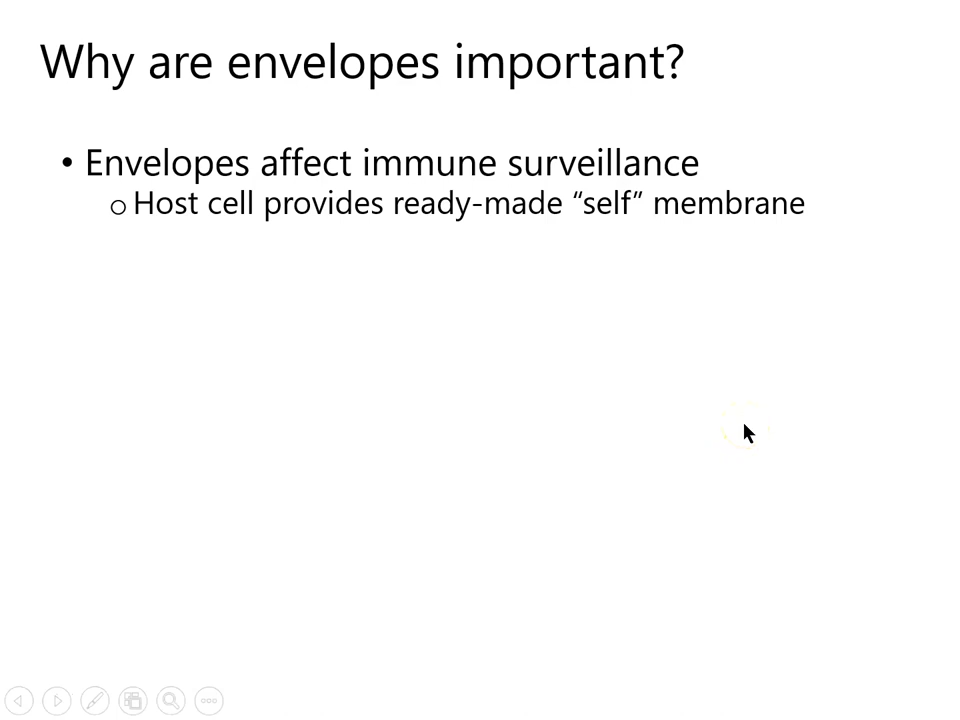 Why are envelopes important?
• Envelopes affect immune surveillance
o Host cell provides ready-made “self” membrane